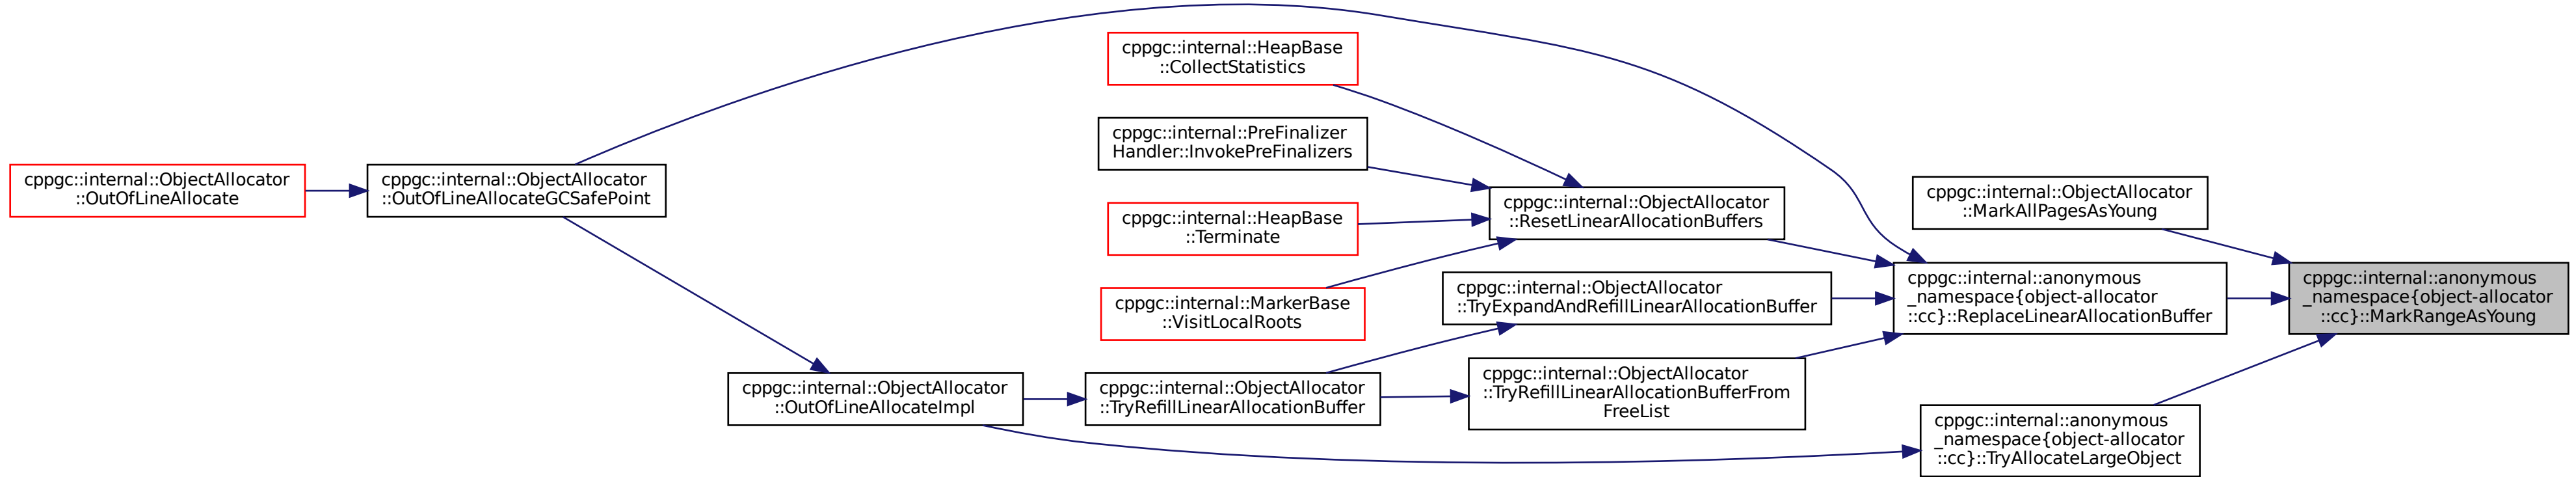 cppgc::internal::HeapBase
::CollectStatistics
cppgc::internal::PreFinalizer
Handler::InvokePreFinalizers
cppgc::internal::ObjectAllocator
::OutOfLineAllocate
cppgc::internal::ObjectAllocator
::OutOfLineAllocateGCSafePoint
cppgc::internal::HeapBase
::Terminate
cppgc::internal::ObjectAllocator
::ResetLinearAllocationBuffers
cppgc::internal::ObjectAllocator
::MarkAllPagesAsYoung
cppgc::internal::MarkerBase
::VisitLocalRoots
cppgc::internal::ObjectAllocator
::TryExpandAndRefillLinearAllocationBuffer
cppgc::internal::anonymous
_namespace{object-allocator
::cc}::ReplaceLinearAllocationBuffer
cppgc::internal::anonymous
_namespace{object-allocator
::cc}::MarkRangeAsYoung
cppgc::internal::ObjectAllocator
::OutOfLineAllocateImpl
cppgc::internal::ObjectAllocator
::TryRefillLinearAllocationBuffer
cppgc::internal::ObjectAllocator
::TryRefillLinearAllocationBufferFrom
FreeList
cppgc::internal::anonymous
_namespace{object-allocator
::cc}::TryAllocateLargeObject